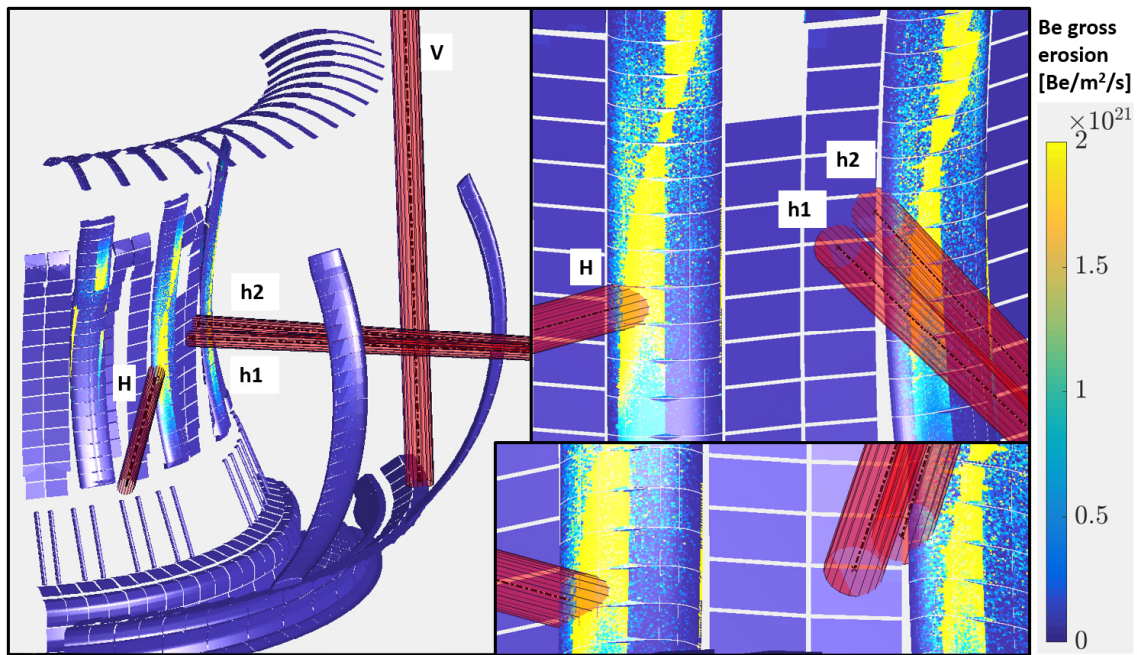 V
h2
h1
H
h2
h1
H
Be gross
erosion
[Be/m²/s]
×10²¹
2
1.5
1
0.5
0